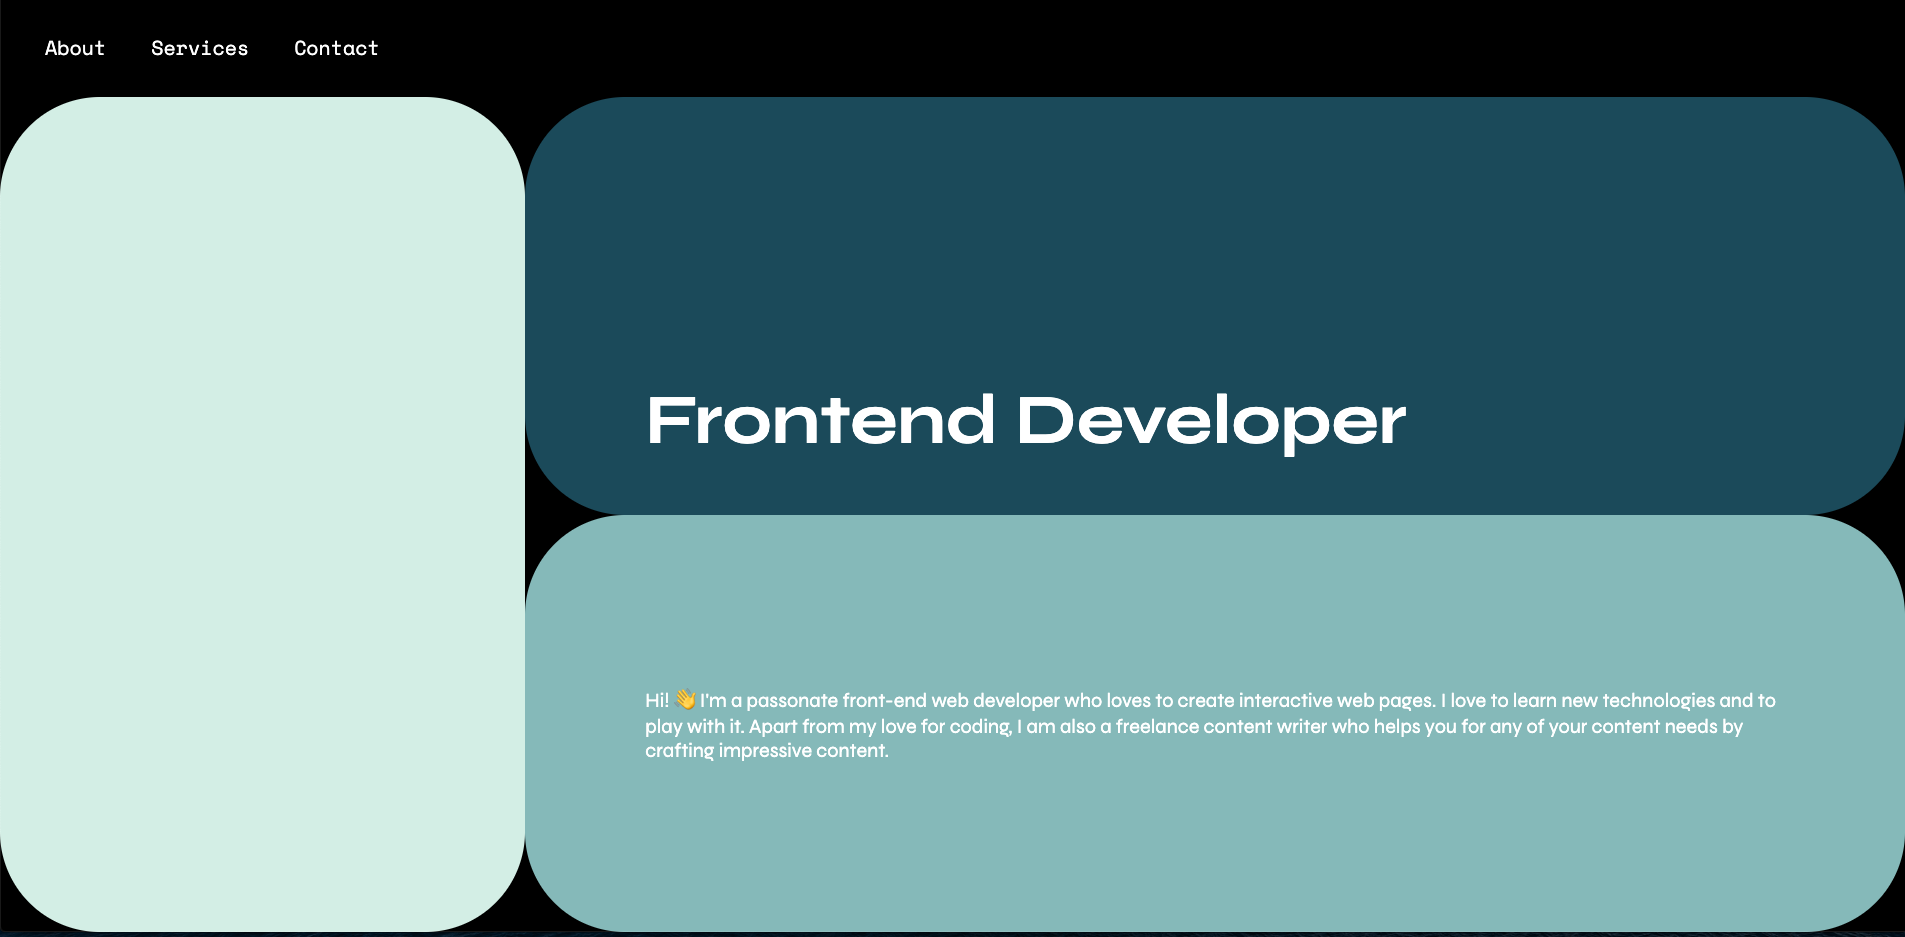 About Services Contact
Frontend Developer
Hi! 👋 I'm a passonate front-end web developer who loves to create interactive web pages. I love to learn new technologies and to
play with it. Apart from my love for coding, I am also a freelance content writer who helps you for any of your content needs by
crafting impressive content.